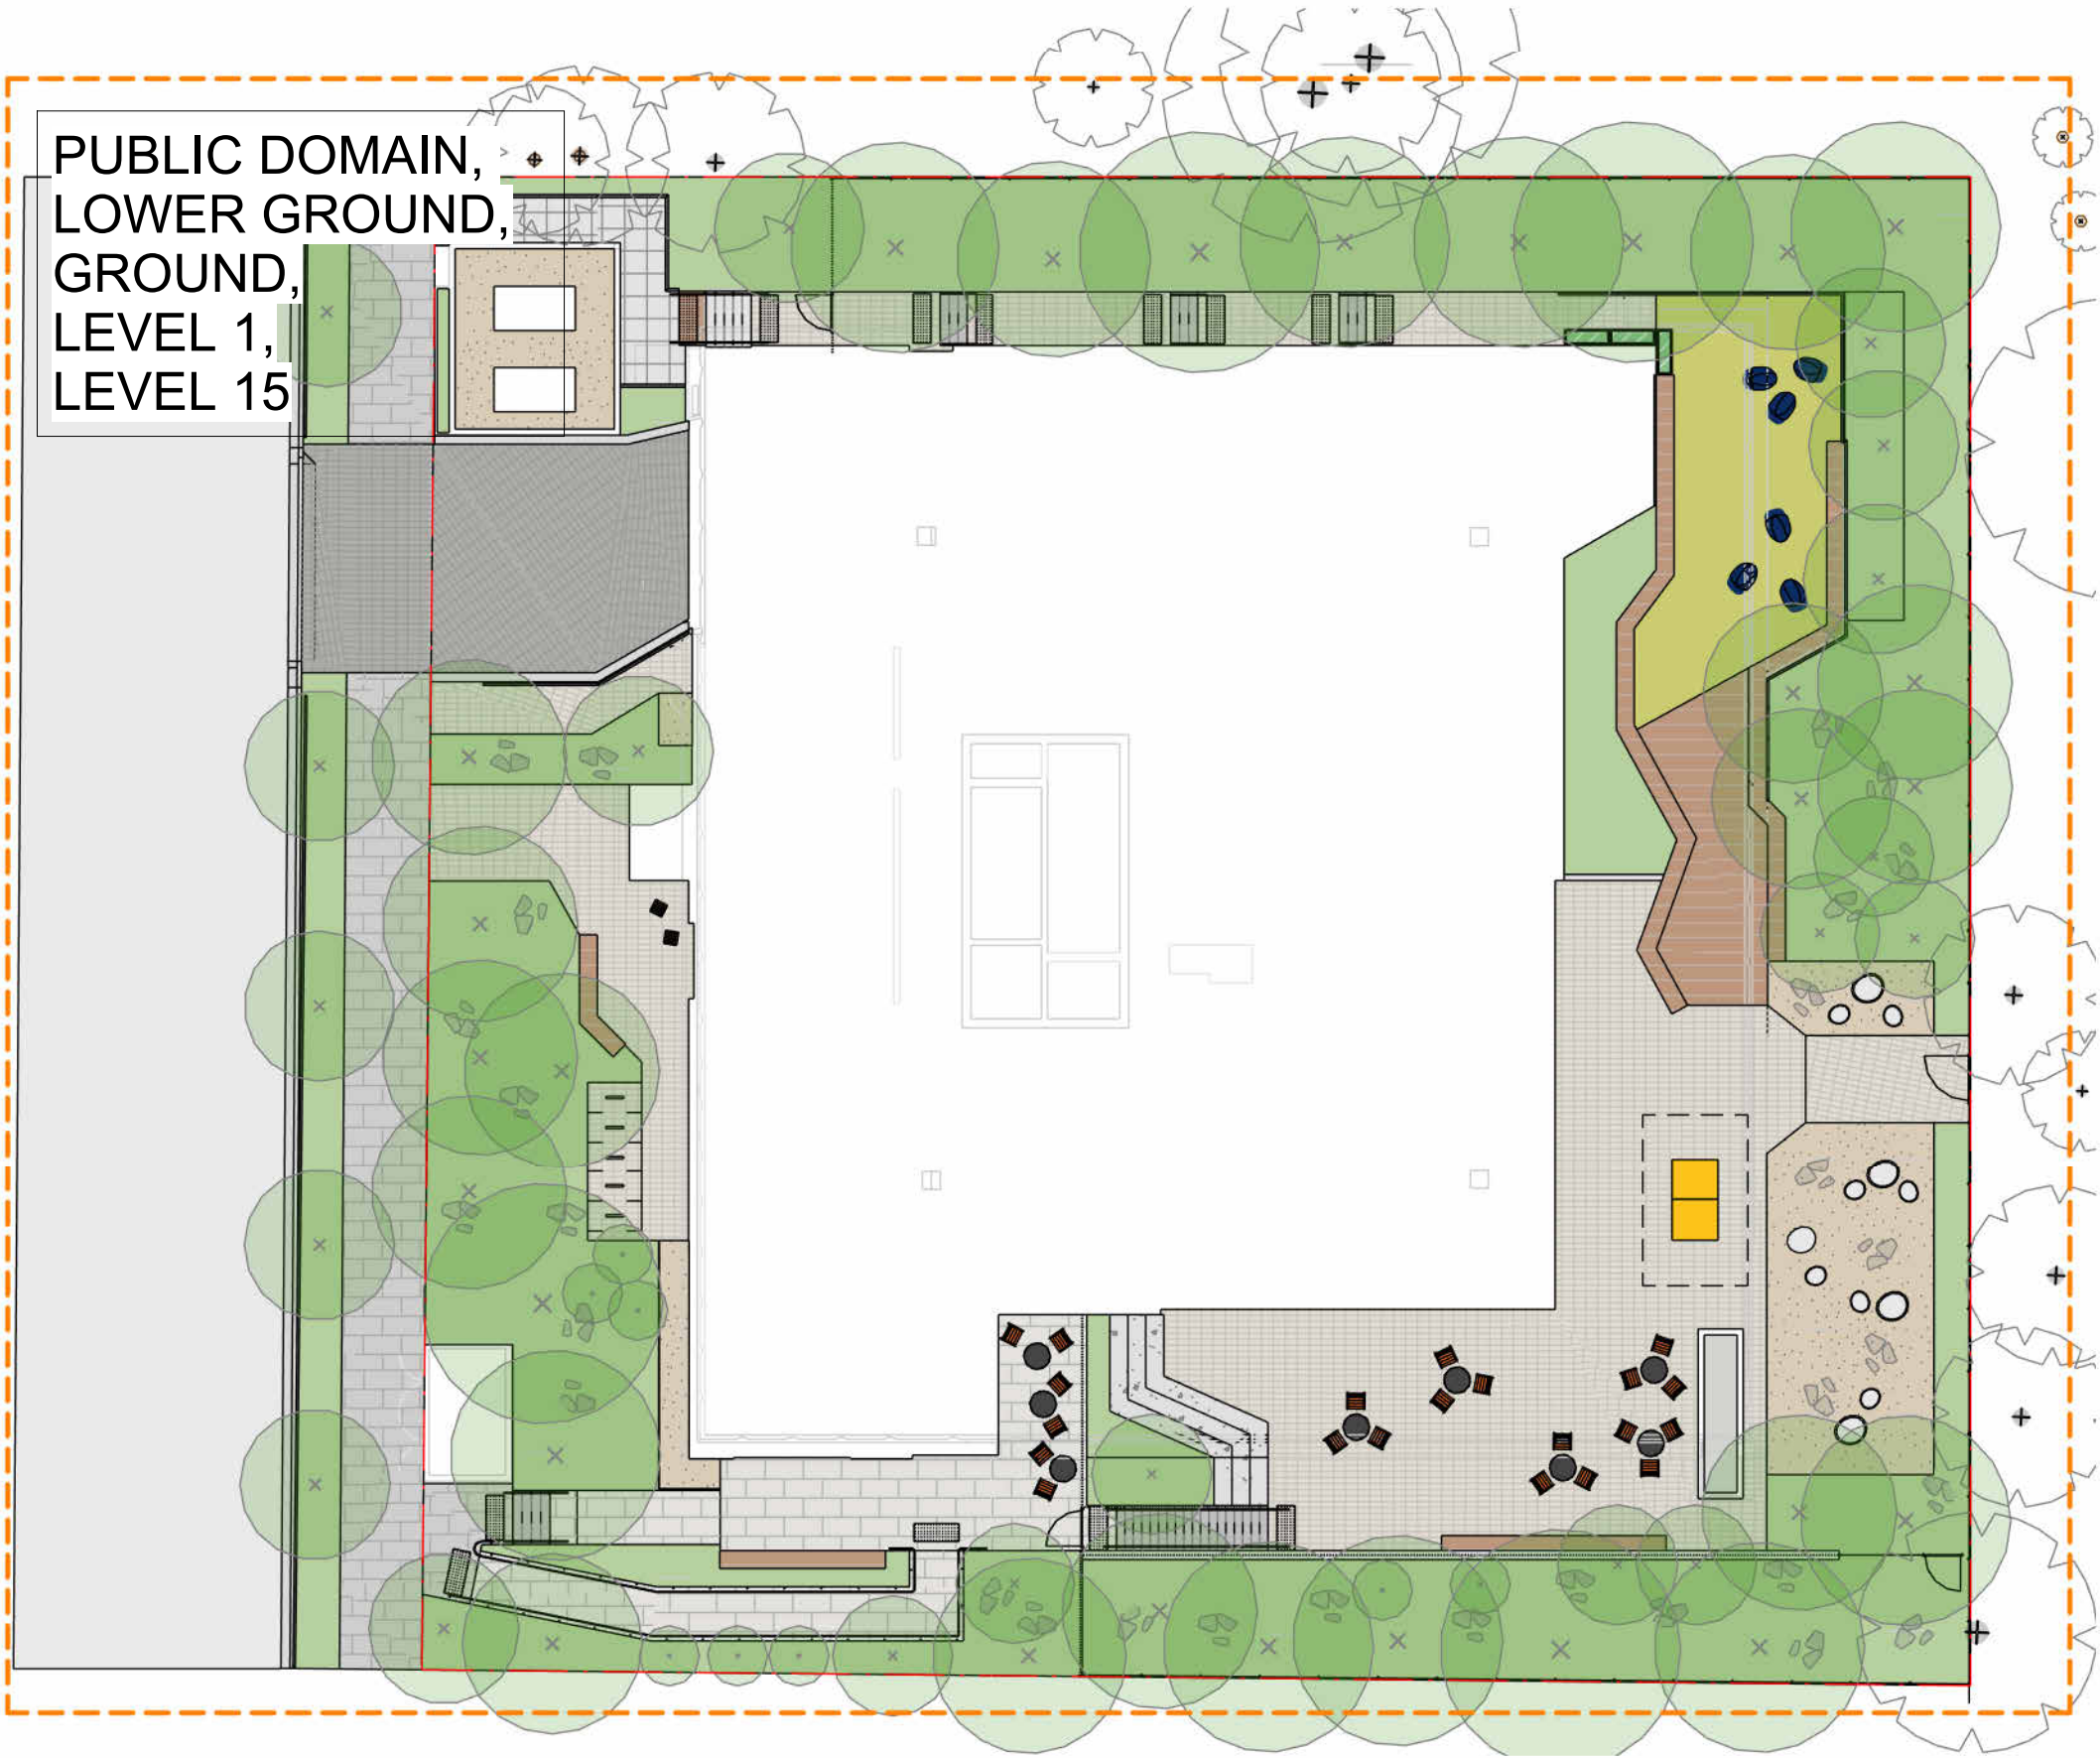 PUBLIC DOMAIN,
LOWER GROUND,
GROUND,
LEVEL 1,
LEVEL 15